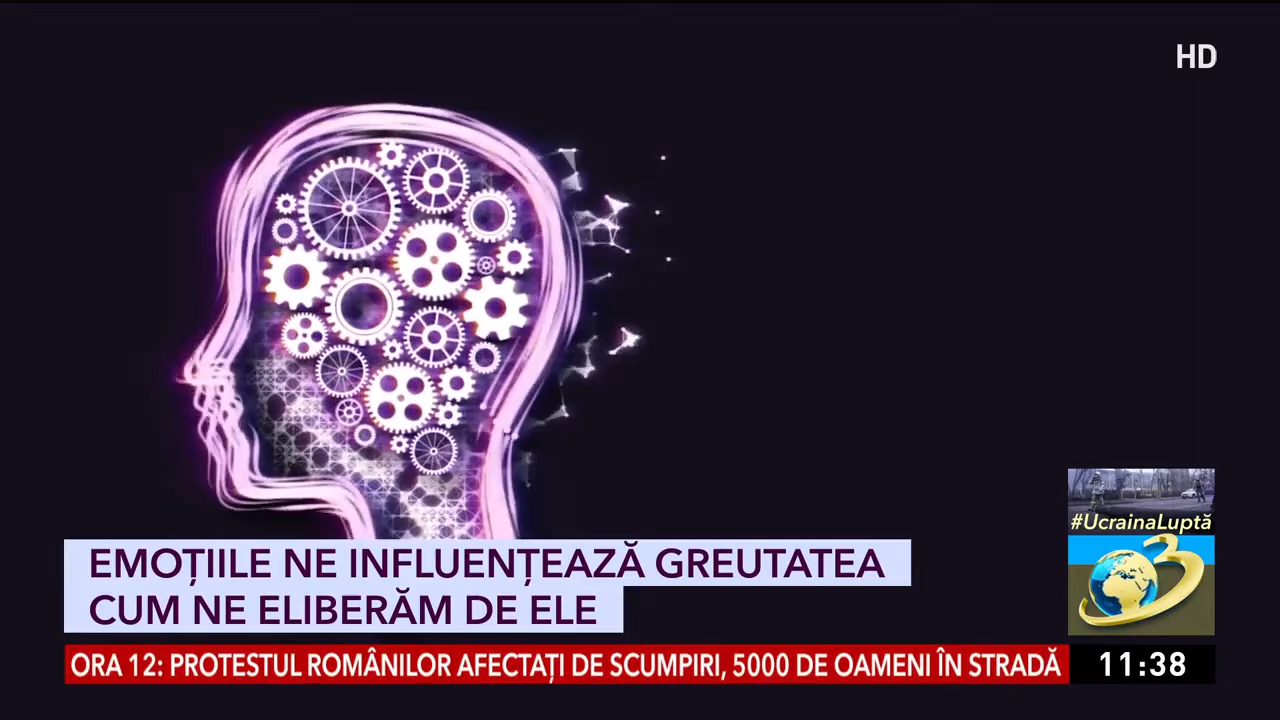 HD
#UcrainaLuptă
3
EMOȚIILE NE INFLUENȚEAZĂ GREUTATEA
CUM NE ELIBERĂM DE ELE
ORA 12: PROTESTUL ROMÂNILOR AFECTAȚI DE SCUMPIRI, 5000 DE OAMENI ÎN STRADĂ
11:38